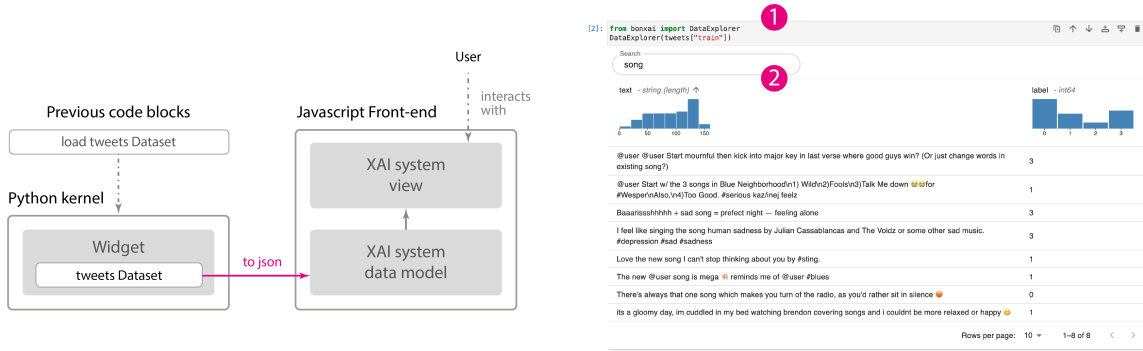 Previous code blocks
load tweets Dataset
Python kernel
Widget
tweets Dataset
to json
User
interacts
with
Javascript Front-end
XAI system
view
XAI system
data model
1
[2]: from bonxai import DataExplorer
DataExplorer(tweets["train"])
Search
song
2
text - string (length) ↑
label - int64
0 50 100 150
0 1 2 3
@user @user Start mournful then kick into major key in last verse where good guys win? (Or just change words in
existing song?)
3
@user Start w/ the 3 songs in Blue Neighborhood\n1) Wild\n2)Fools\n3)Talk Me down 😂😅for
#Wesper\nAlso,\n4)Too Good. #serious kaz/inej feelz
1
Baaarissshhhhh + sad song = prefect night — feeling alone
3
I feel like singing the song human sadness by Julian Cassablancas and The Voidz or some other sad music.
#depression #sad #sadness
3
Love the new song I can't stop thinking about you by #sting.
1
The new @user song is mega 💥 reminds me of @user #blues
1
There's always that one song which makes you turn of the radio, as you'd rather sit in silence 😡
0
its a gloomy day, im cuddled in my bed watching brendon covering songs and i couldnt be more relaxed or happy 😊
1
Rows per page: 10 1–8 of 8